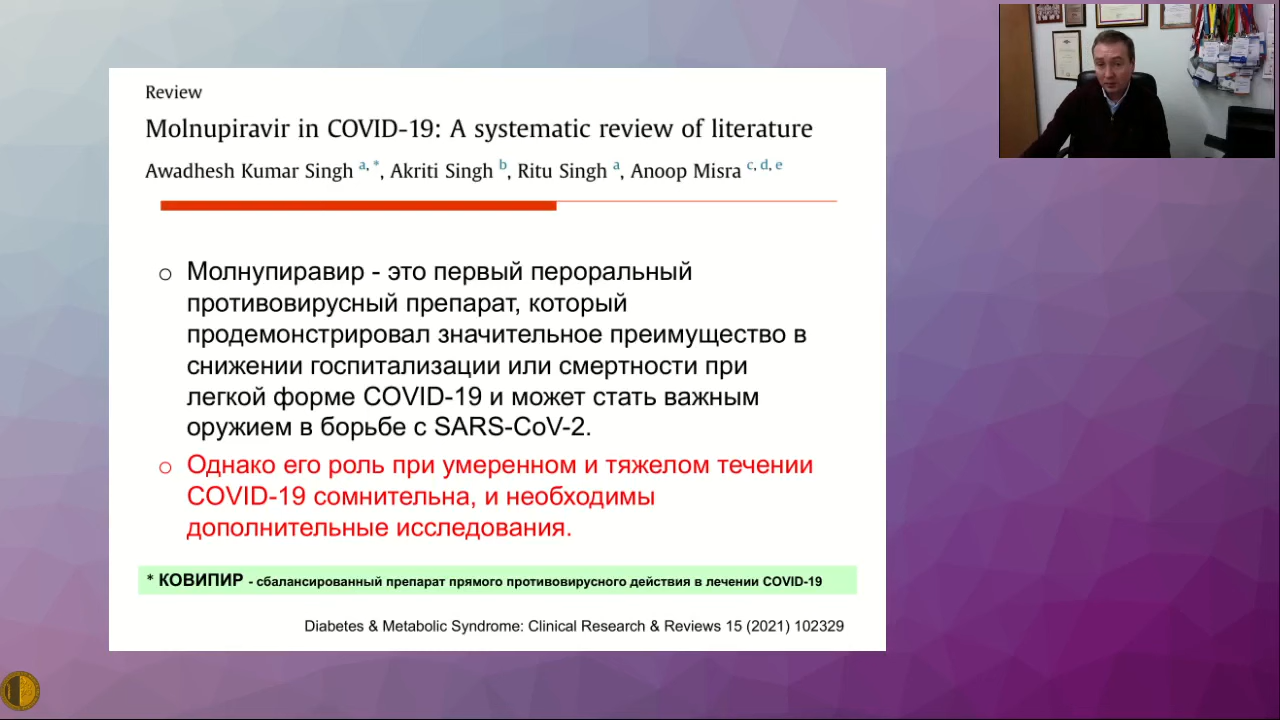 Review
Molnupiravir in COVID-19: A systematic review of literature
Awadhesh Kumar Singh a, *, Akriti Singh b, Ritu Singh a, Anoop Misra c, d, e
○ Молнупиравир - это первый пероральный
противовирусный препарат, который
продемонстрировал значительное преимущество в
снижении госпитализации или смертности при
легкой форме COVID-19 и может стать важным
оружием в борьбе с SARS-CoV-2.
○ Однако его роль при умеренном и тяжелом течении
COVID-19 сомнительна, и необходимы
дополнительные исследования.
* КОВИПИР - сбалансированный препарат прямого противовирусного действия в лечении COVID-19
Diabetes & Metabolic Syndrome: Clinical Research & Reviews 15 (2021) 102329